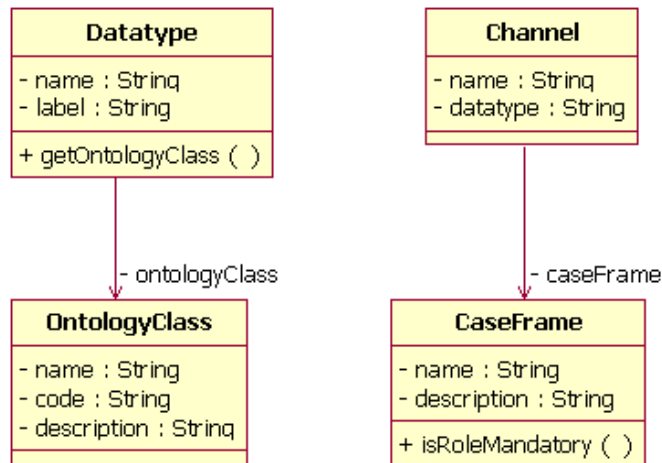 Datatype
- name : String
- label : String
+ getOntologyClass ( )
Channel
- name : String
- datatype : String
- ontologyClass
- caseFrame
OntologyClass
- name : String
- code : String
- description : String
CaseFrame
- name : String
- description : String
+ isRoleMandatory ( )